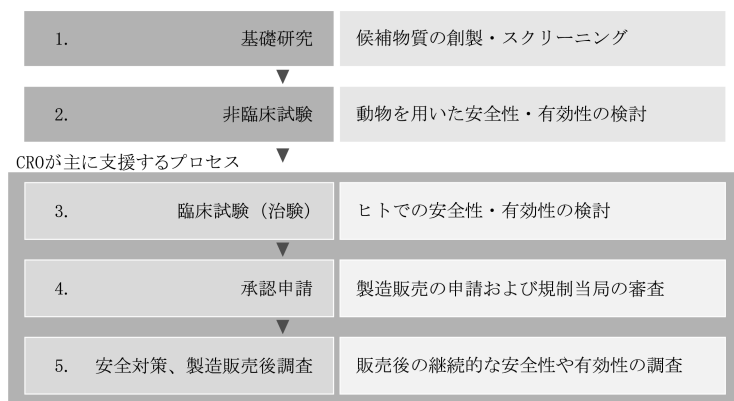 1. 基礎研究 候補物質の創製・スクリーニング
▼
2. 非臨床試験 動物を用いた安全性・有効性の検討
▼
CROが主に支援するプロセス
3. 臨床試験（治験） ヒトでの安全性・有効性の検討
▼
4. 承認申請 製造販売の申請および規制当局の審査
▼
5. 安全対策、製造販売後調査 販売後の継続的な安全性や有効性の調査